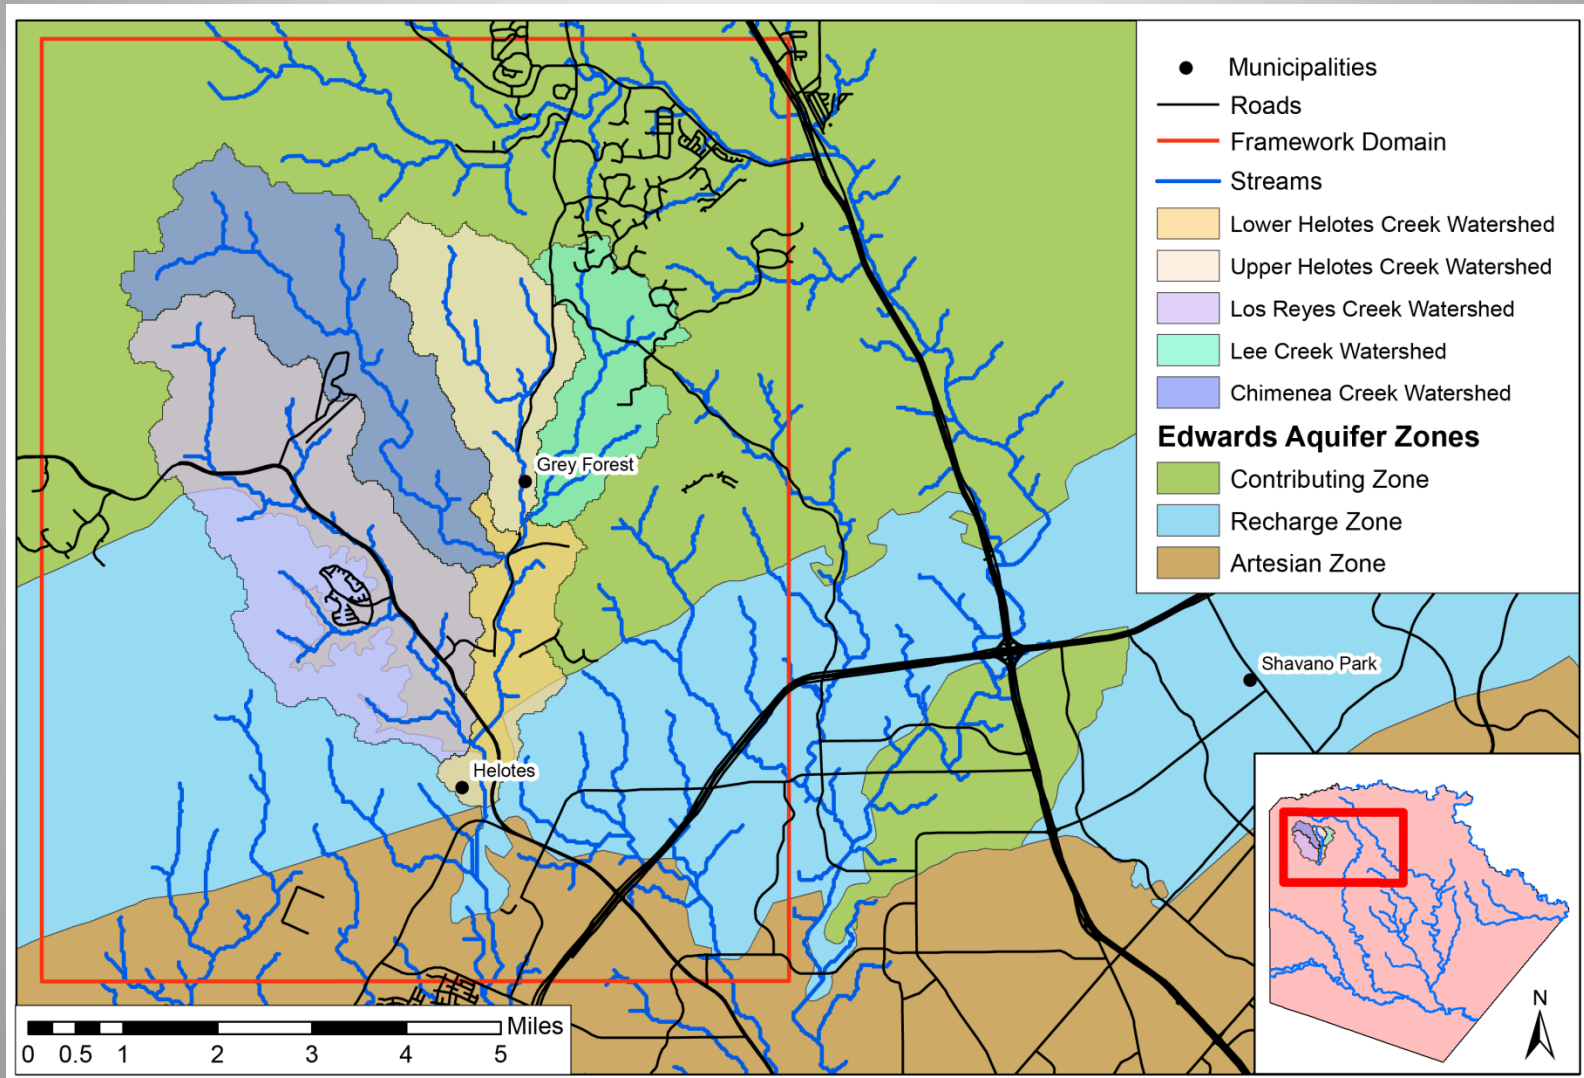 Municipalities
Roads
Framework Domain
Streams
Lower Helotes Creek Watershed
Upper Helotes Creek Watershed
Los Reyes Creek Watershed
Lee Creek Watershed
Chimenea Creek Watershed
Edwards Aquifer Zones
Contributing Zone
Recharge Zone
Artesian Zone
Grey Forest
Shavano Park
Helotes
N
Miles
0 0.5 1 2 3 4 5